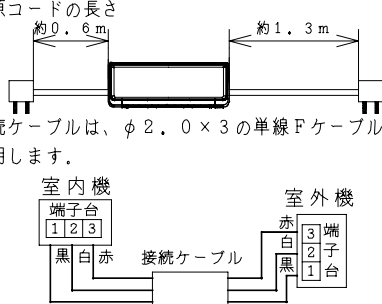 コードの長さ
約0.6m
約1.3m
ケーブルは、φ2.0×3の単線Fケーブル
用します.
室内機
端子台
1 2 3
黒 白 赤
接続ケーブル
室外機
赤
白
黒
3
2
1
端子台